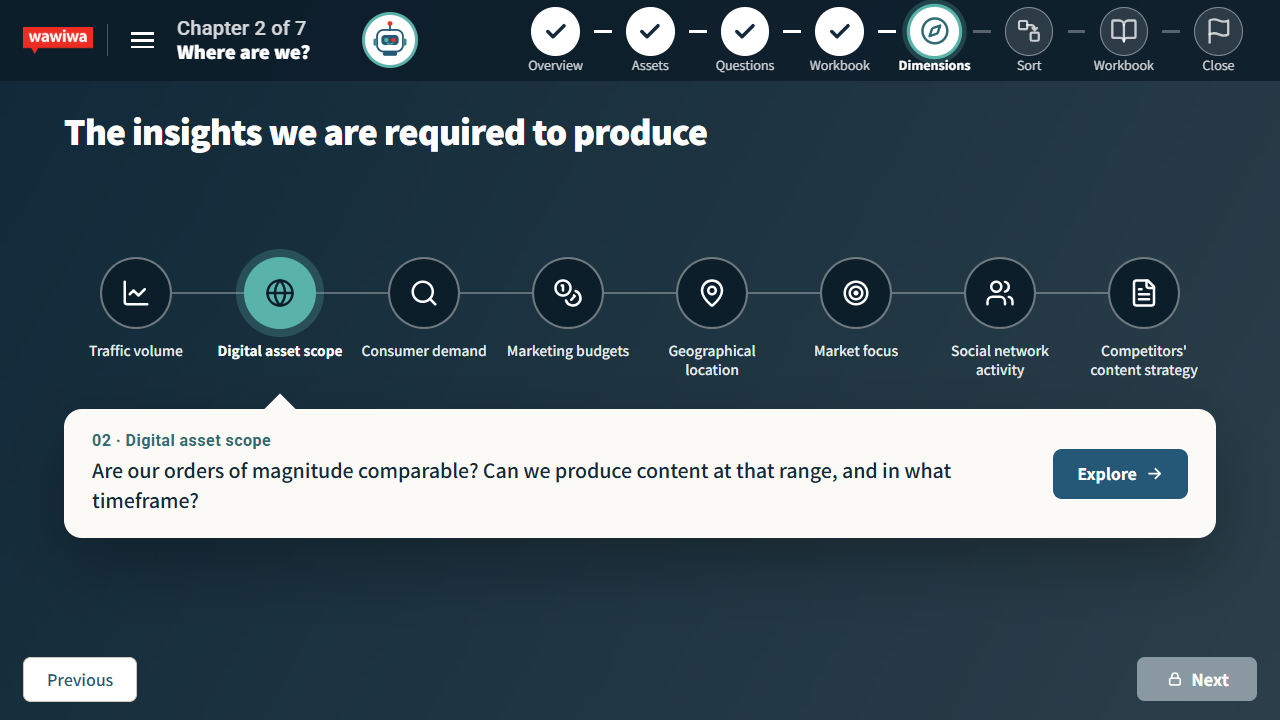 wawiwa
Chapter 2 of 7
Where are we?
Overview
Assets
Questions
Workbook
Dimensions
Sort
Workbook
Close
The insights we are required to produce
Traffic volume
Digital asset scope
Consumer demand
Marketing budgets
Geographical
location
Market focus
Social network
activity
Competitors'
content strategy
02 · Digital asset scope
Are our orders of magnitude comparable? Can we produce content at that range, and in what
timeframe?
Explore →
Previous
Next